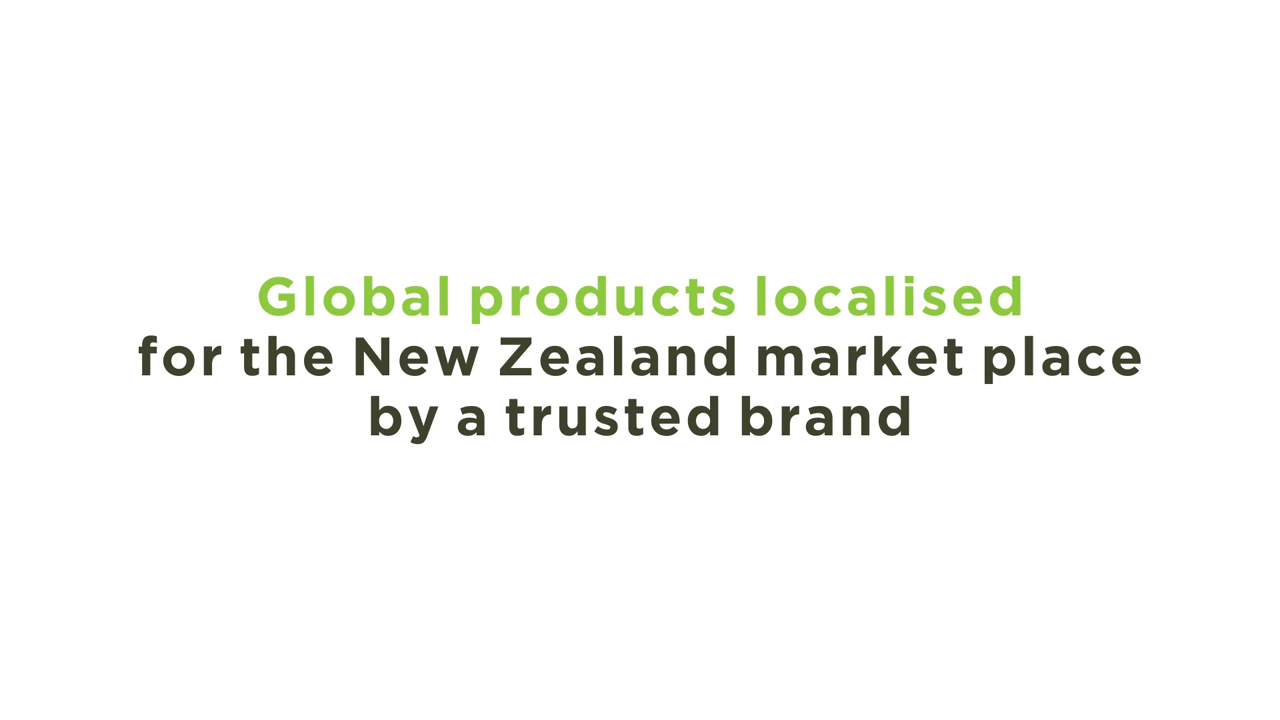 Global products localised
for the New Zealand market place
by a trusted brand